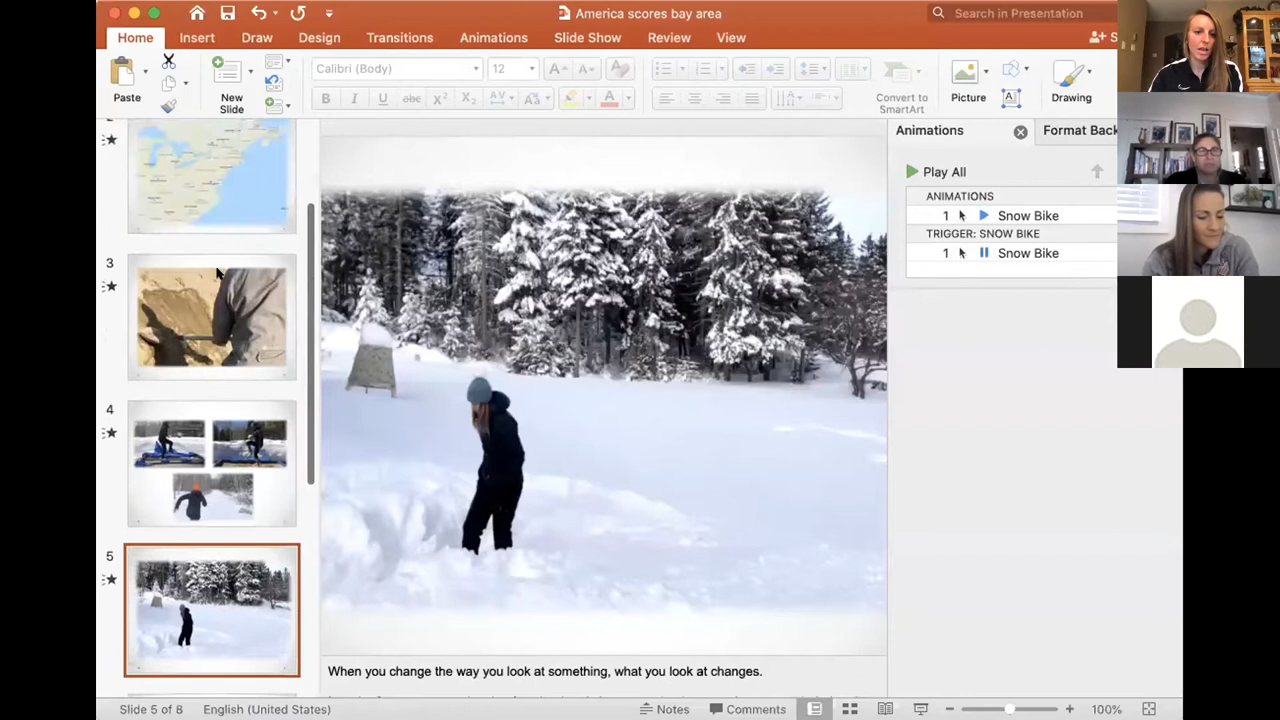 America scores bay area
Search in Presentation
Home Insert Draw Design Transitions Animations Slide Show Review View S
Paste
New
Slide
Calibri (Body) 12
Convert to
SmartArt
Picture
Drawing
Animations
Format Back
Play All
ANIMATIONS
1 Snow Bike
TRIGGER: SNOW BIKE
1 Snow Bike
3
4
5
When you change the way you look at something, what you look at changes.
Slide 5 of 8 English (United States) Notes Comments 100%